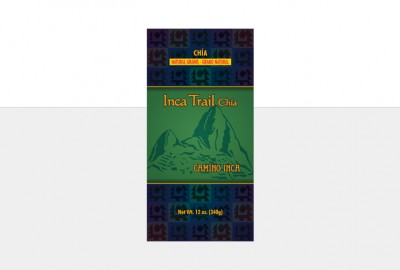 CHÍA
NATURAL GRAINS - GRANO NATURAL
Inca Trail Chia
CAMINO INCA
Net Wt. 12 oz. (340g)